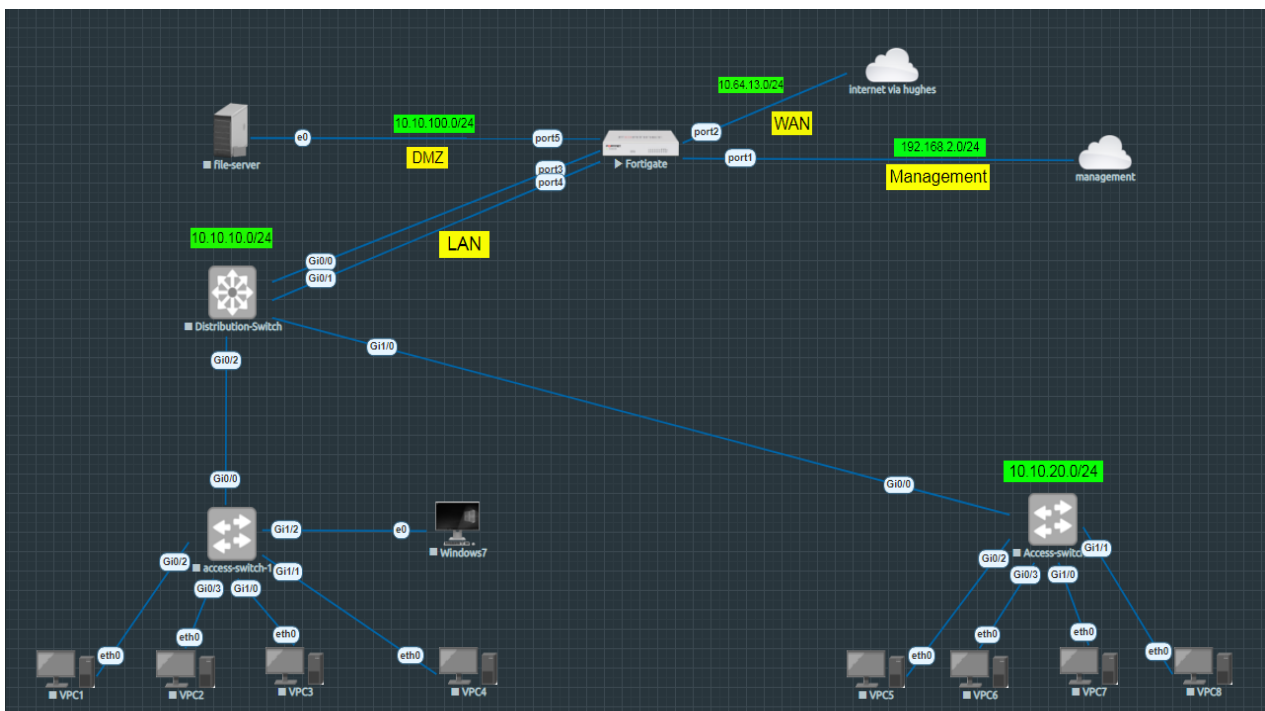 internet via hughes
10.64.13.0/24
WAN
port2
file-server
e0
10.10.100.0/24
DMZ
port5
Fortigate
port1
192.168.2.0/24
Management
management
port3
port4
10.10.10.0/24
LAN
Gi0/0
Gi0/1
Distribution-Switch
Gi0/2
Gi1/0
Gi0/0
Gi0/0
10.10.20.0/24
access-switch-1
Gi1/2
e0
Windows7
Access-switch
Gi0/2
Gi0/3
Gi1/0
Gi1/1
Gi0/2
Gi0/3
Gi1/0
Gi1/1
eth0
eth0
eth0
eth0
eth0
eth0
eth0
eth0
VPC1
VPC2
VPC3
VPC4
VPC5
VPC6
VPC7
VPC8